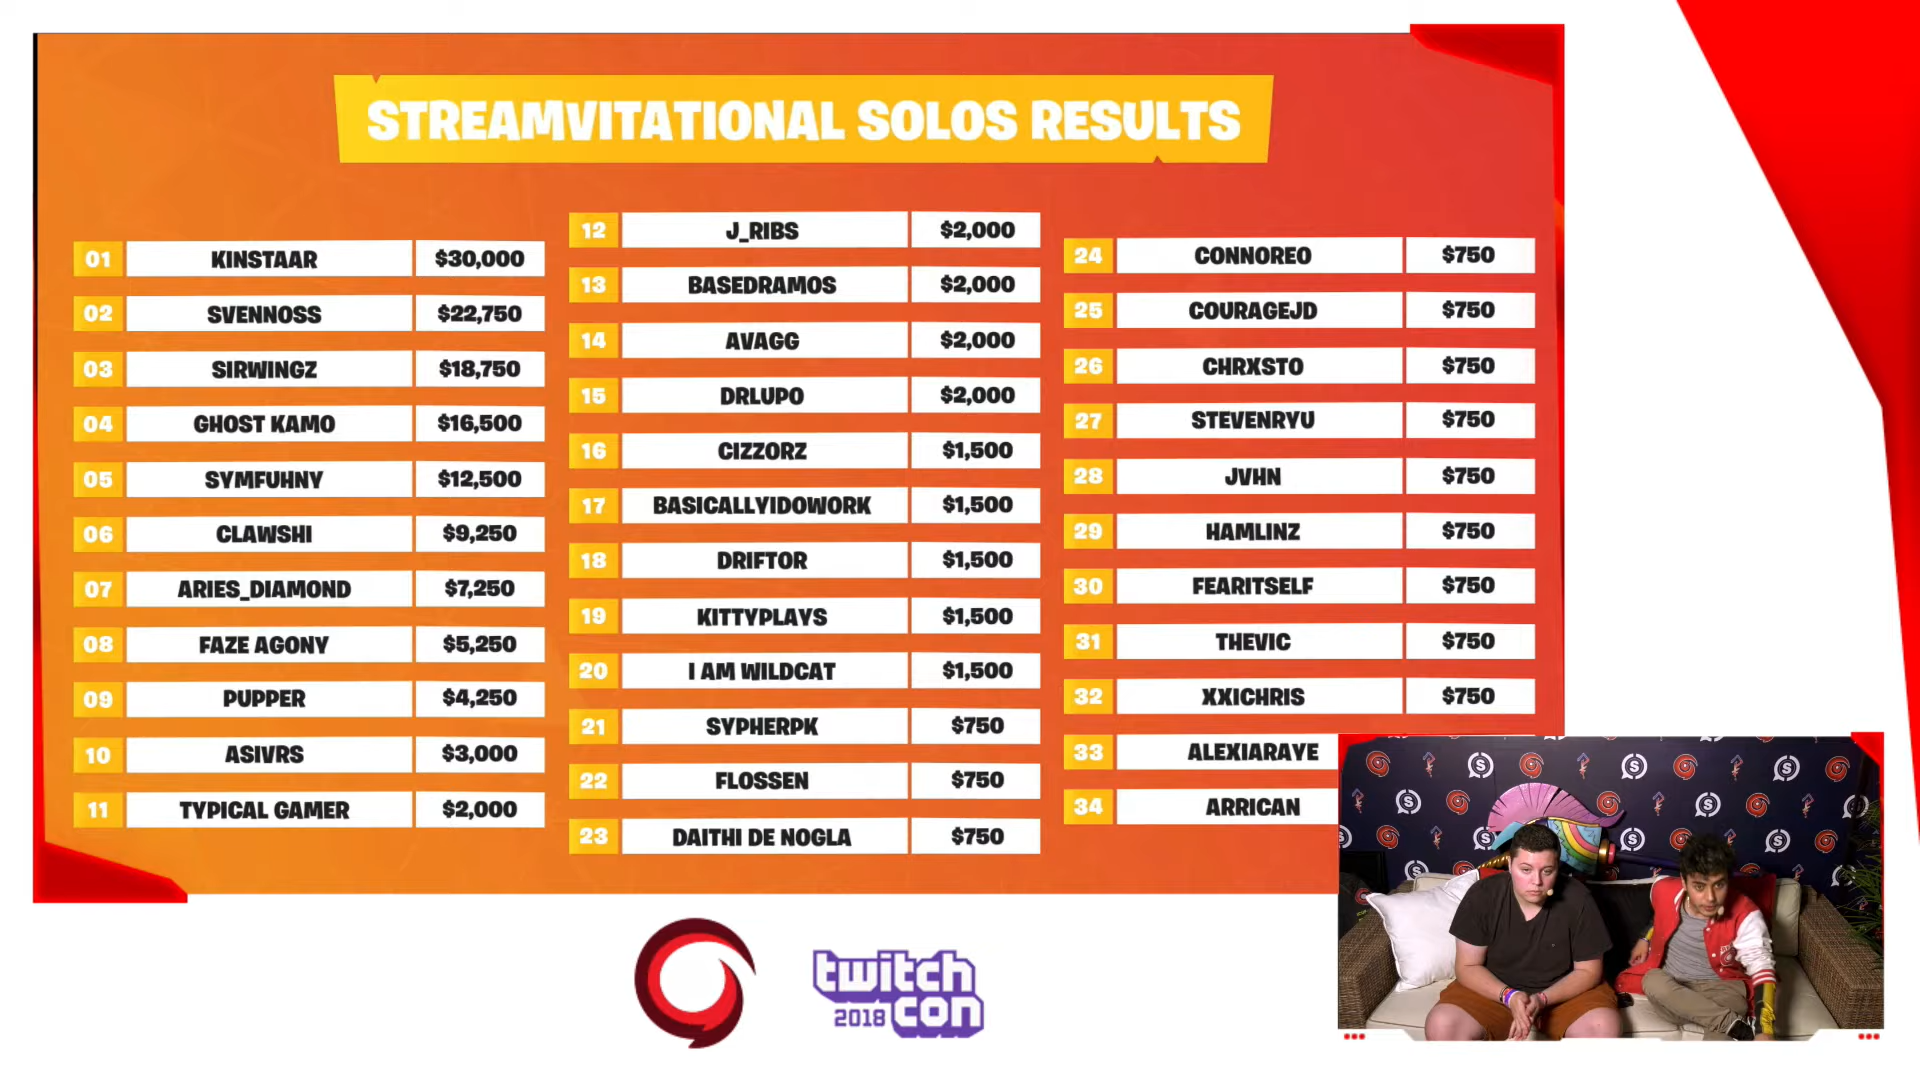 STREAMVITATIONAL SOLOS RESULTS
01 KINSTAAR $30,000
02 SVENNOSS $22,750
03 SIRWINGZ $18,750
04 GHOST KAMO $16,500
05 SYMFUHNY $12,500
06 CLAWSHI $9,250
07 ARIES_DIAMOND $7,250
08 FAZE AGONY $5,250
09 PUPPER $4,250
10 ASIVRS $3,000
11 TYPICAL GAMER $2,000
12 J_RIBS $2,000
13 BASEDRAMOS $2,000
14 AVAGG $2,000
15 DRLUPO $2,000
16 CIZZORZ $1,500
17 BASICALLYIDOWORK $1,500
18 DRIFTOR $1,500
19 KITTYPLAYS $1,500
20 I AM WILDCAT $1,500
21 SYPHERPK $750
22 FLOSSEN $750
23 DAITHI DE NOGLA $750
24 CONNOREO $750
25 COURAGEJD $750
26 CHRXSTO $750
27 STEVENRYU $750
28 JVHN $750
29 HAMLINZ $750
30 FEARITSELF $750
31 THEVIC $750
32 XXICHRIS $750
33 ALEXIARAYE
34 ARRICAN
twitch
2018 con